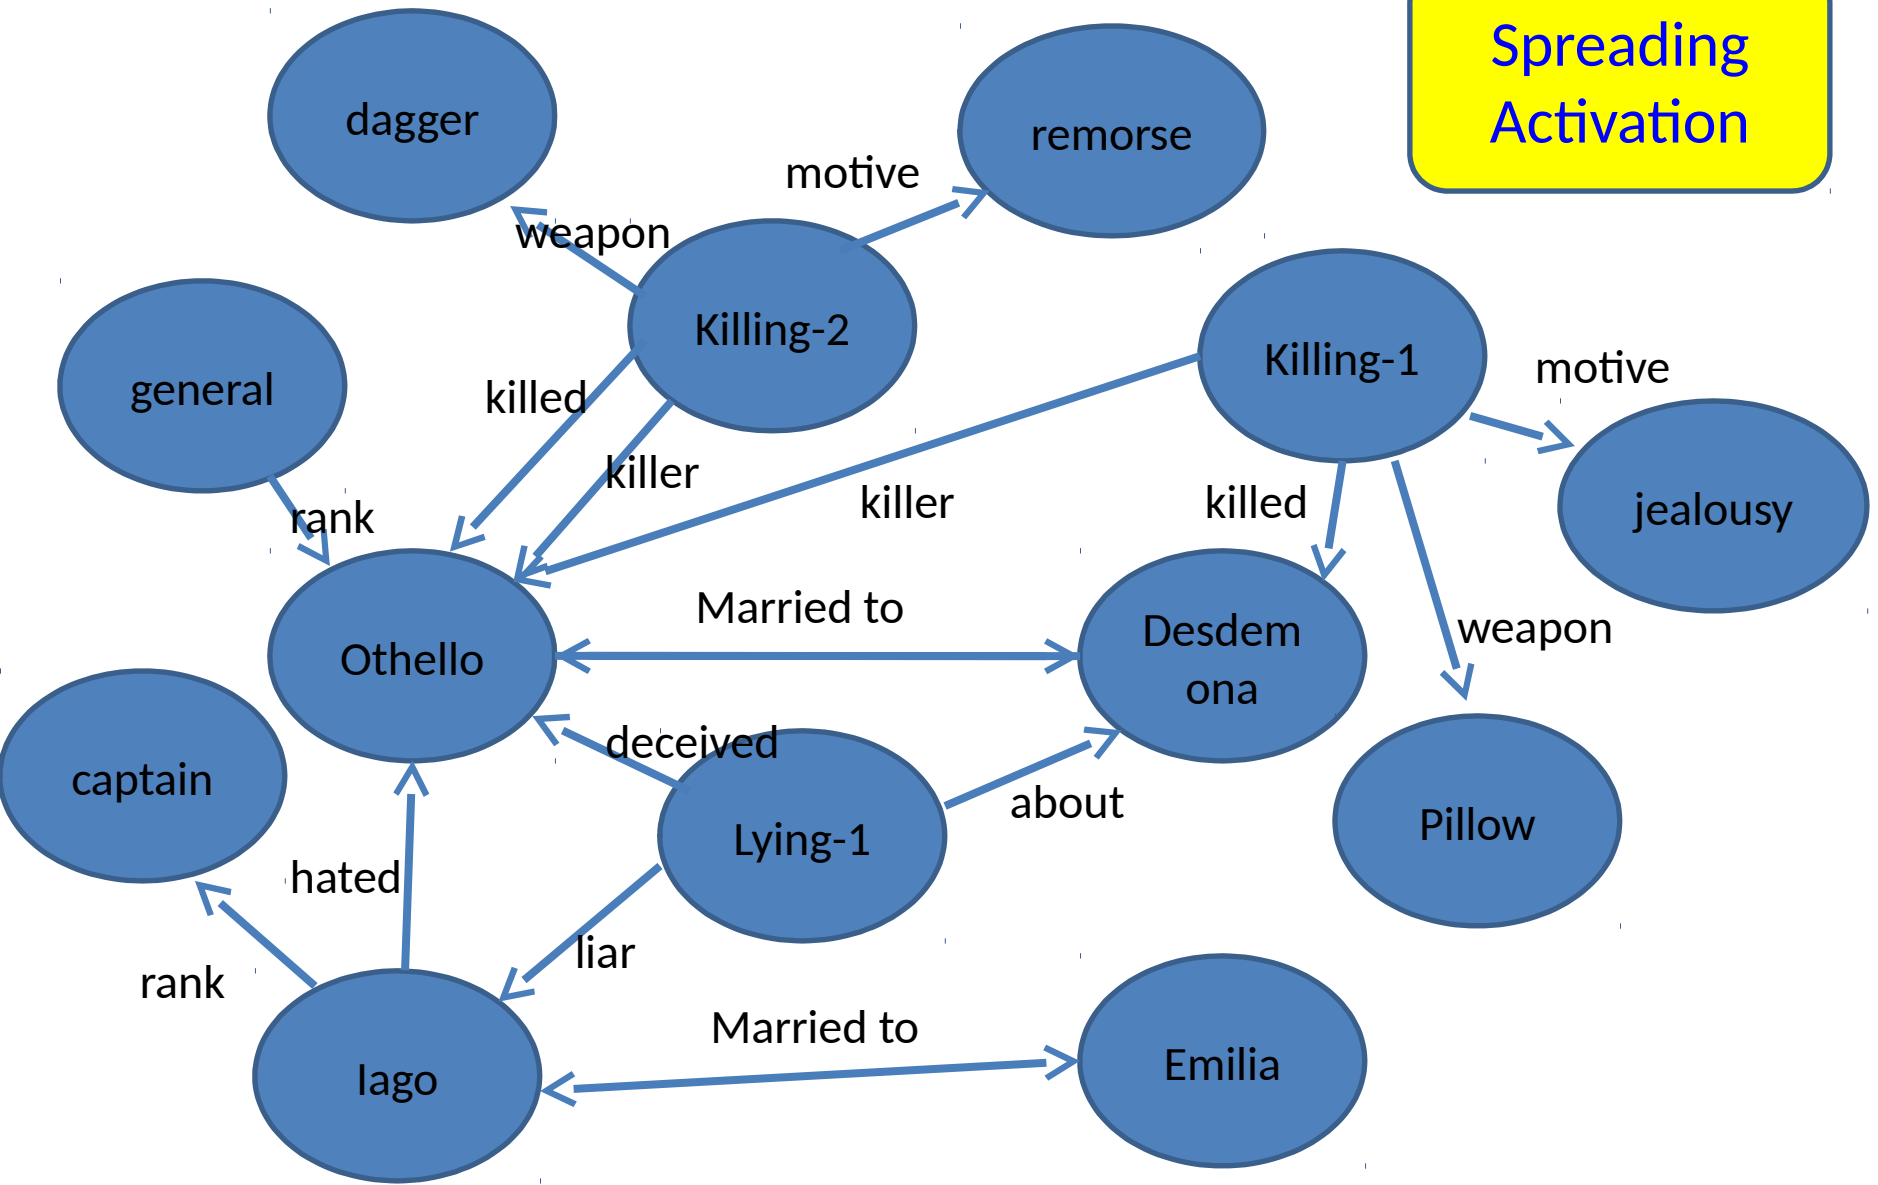 Spreading
Activation
dagger
remorse
motive
weapon
Killing-2
Killing-1
general
motive
killed
killer
killer
killed
jealousy
rank
Married to
weapon
Othello
Desdem
ona
deceived
captain
about
Lying-1
Pillow
hated
liar
rank
Married to
Emilia
Iago